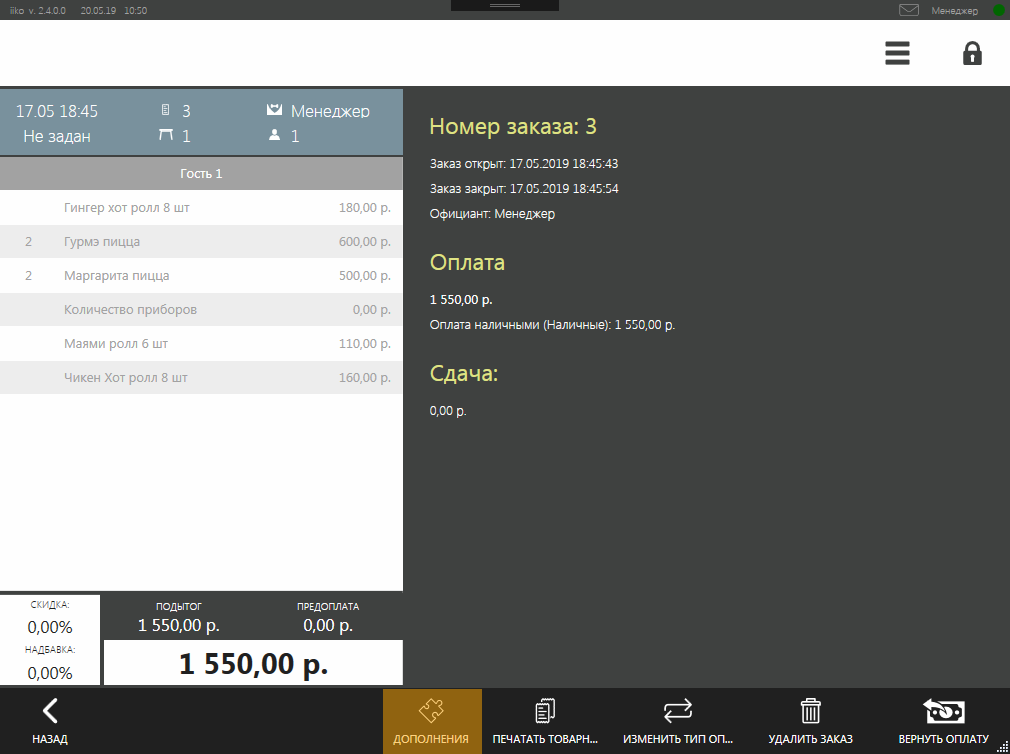 iiko v. 2.4.0.0 20.05.19 10:50 Менеджер
17.05 18:45 3 Менеджер
Не задан 1 1
Гость 1
Гингер хот ролл 8 шт 180,00 р.
2 Гурмэ пицца 600,00 р.
2 Маргарита пицца 500,00 р.
Количество приборов 0,00 р.
Маями ролл 6 шт 110,00 р.
Чикен Хот ролл 8 шт 160,00 р.
Номер заказа: 3
Заказ открыт: 17.05.2019 18:45:43
Заказ закрыт: 17.05.2019 18:45:54
Официант: Менеджер
Оплата
1 550,00 р.
Оплата наличными (Наличные): 1 550,00 р.
Сдача:
0,00 р.
СКИДКА:
0,00%
НАДБАВКА:
0,00%
ПОДЫТОГ
1 550,00 р.
ПРЕДОПЛАТА
0,00 р.
1 550,00 р.
НАЗАД
ДОПОЛНЕНИЯ
ПЕЧАТАТЬ ТОВАРН...
ИЗМЕНИТЬ ТИП ОП...
УДАЛИТЬ ЗАКАЗ
ВЕРНУТЬ ОПЛАТУ